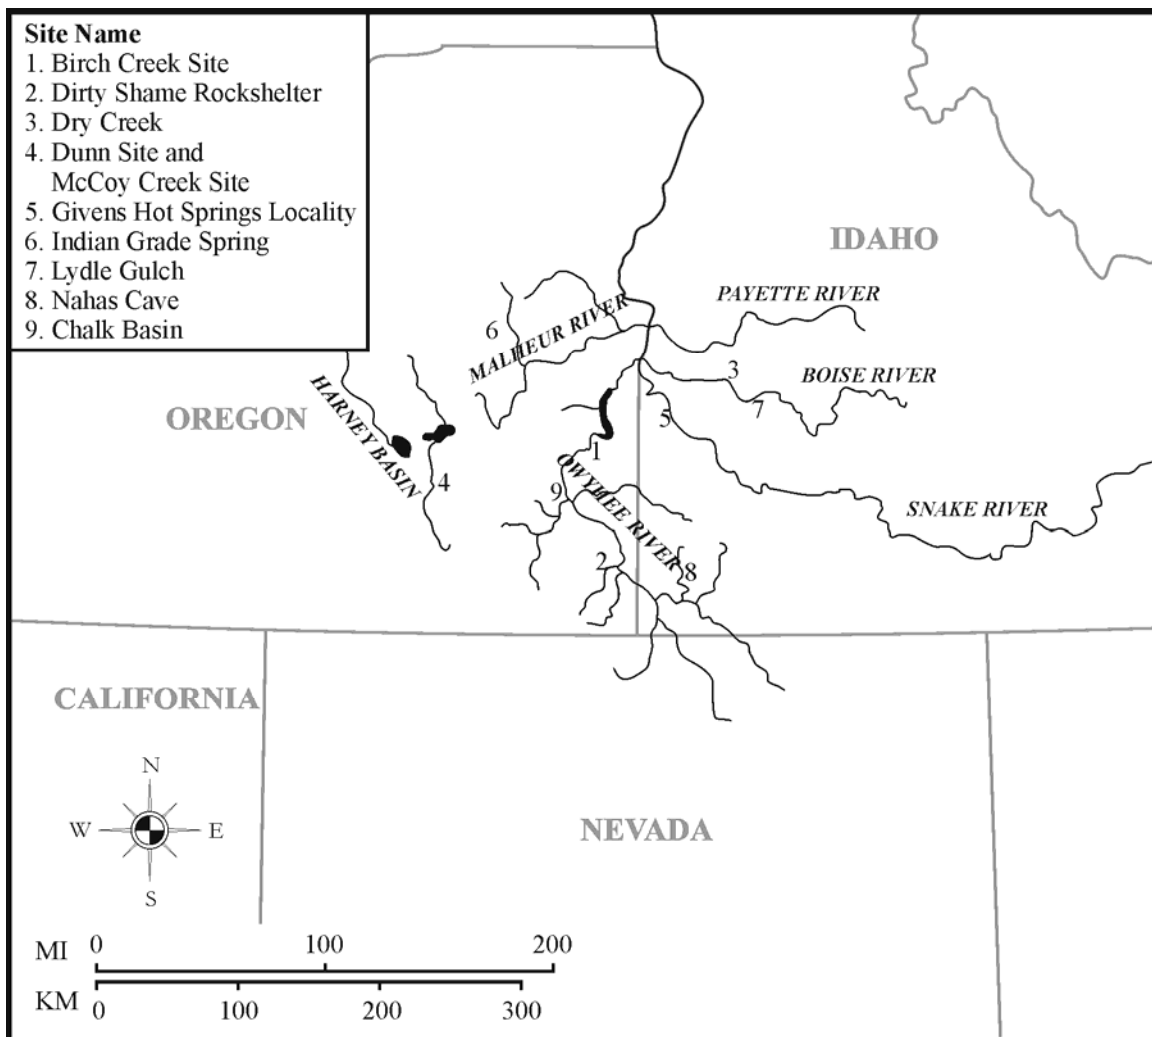 Site Name
1. Birch Creek Site
2. Dirty Shame Rockshelter
3. Dry Creek
4. Dunn Site and
McCoy Creek Site
5. Givens Hot Springs Locality
6. Indian Grade Spring
7. Lydle Gulch
8. Nahas Cave
9. Chalk Basin
IDAHO
PAYETTE RIVER
6
MALHEUR RIVER
3
BOISE RIVER
7
HARNEY BASIN
OREGON
5
1
4
OWYHEE RIVER
9
SNAKE RIVER
2
8
CALIFORNIA
N
W
E
S
NEVADA
MI 0 100 200
KM 0 100 200 300